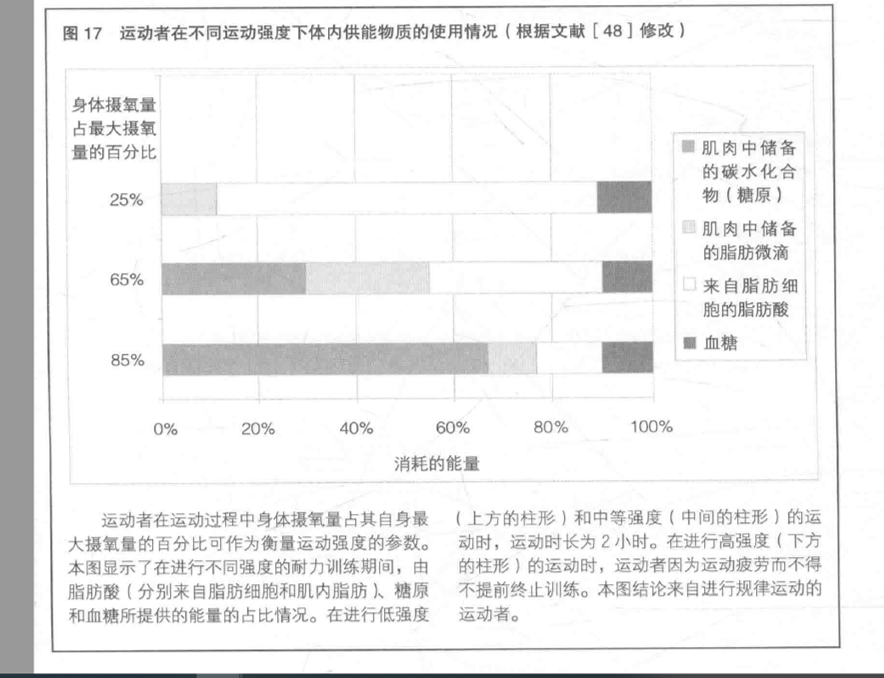 图 17 运动者在不同运动强度下体内供能物质的使用情况（根据文献［48］修改）
身体摄氧量
占最大摄氧
量的百分比
25%
65%
85%
0% 20% 40% 60% 80% 100%
消耗的能量
肌肉中储备
的碳水化合
物（糖原）
肌肉中储备
的脂肪微滴
来自脂肪细
胞的脂肪酸
血糖
运动者在运动过程中身体摄氧量占其自身最
大摄氧量的百分比可作为衡量运动强度的参数。
本图显示了在进行不同强度的耐力训练期间，由
脂肪酸（分别来自脂肪细胞和肌内脂肪）、糖原
和血糖所提供的能量的占比情况。在进行低强度
（上方的柱形）和中等强度（中间的柱形）的运
动时，运动时长为 2 小时。在进行高强度（下方
的柱形）的运动时，运动者因为运动疲劳而不得
不提前终止训练。本图结论来自进行规律运动的
运动者。